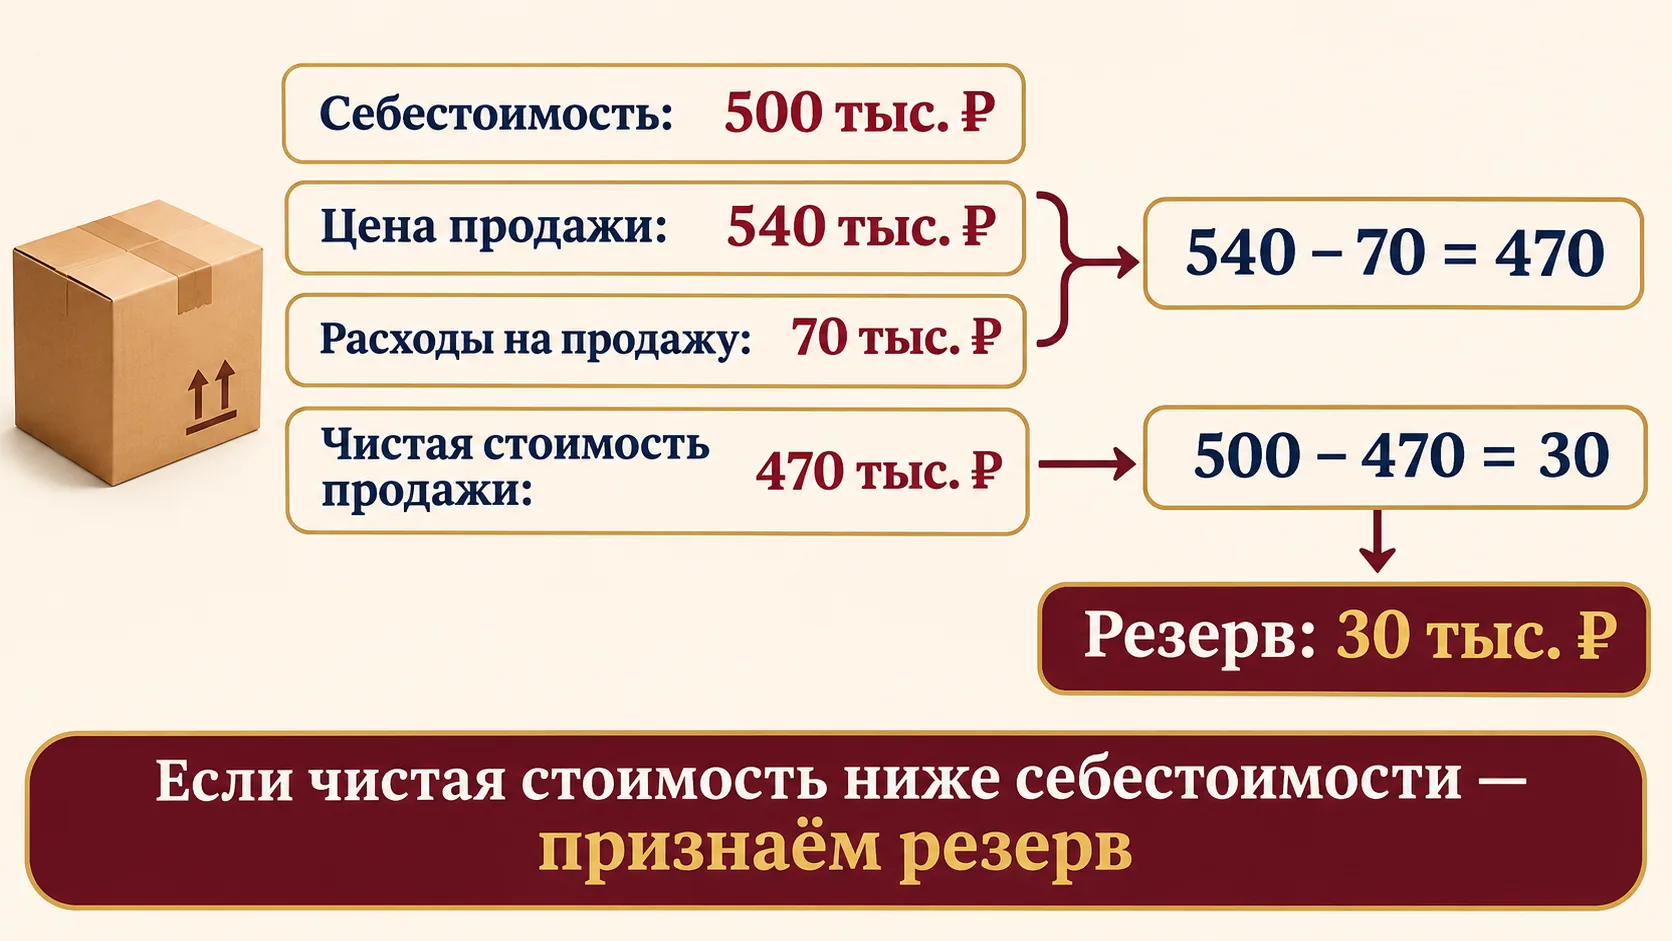 Себестоимость: 500 тыс. ₽
Цена продажи: 540 тыс. ₽
Расходы на продажу: 70 тыс. ₽
540 – 70 = 470
Чистая стоимость
продажи:
470 тыс. ₽
500 – 470 = 30
Резерв: 30 тыс. ₽
Если чистая стоимость ниже себестоимости —
признаём резерв